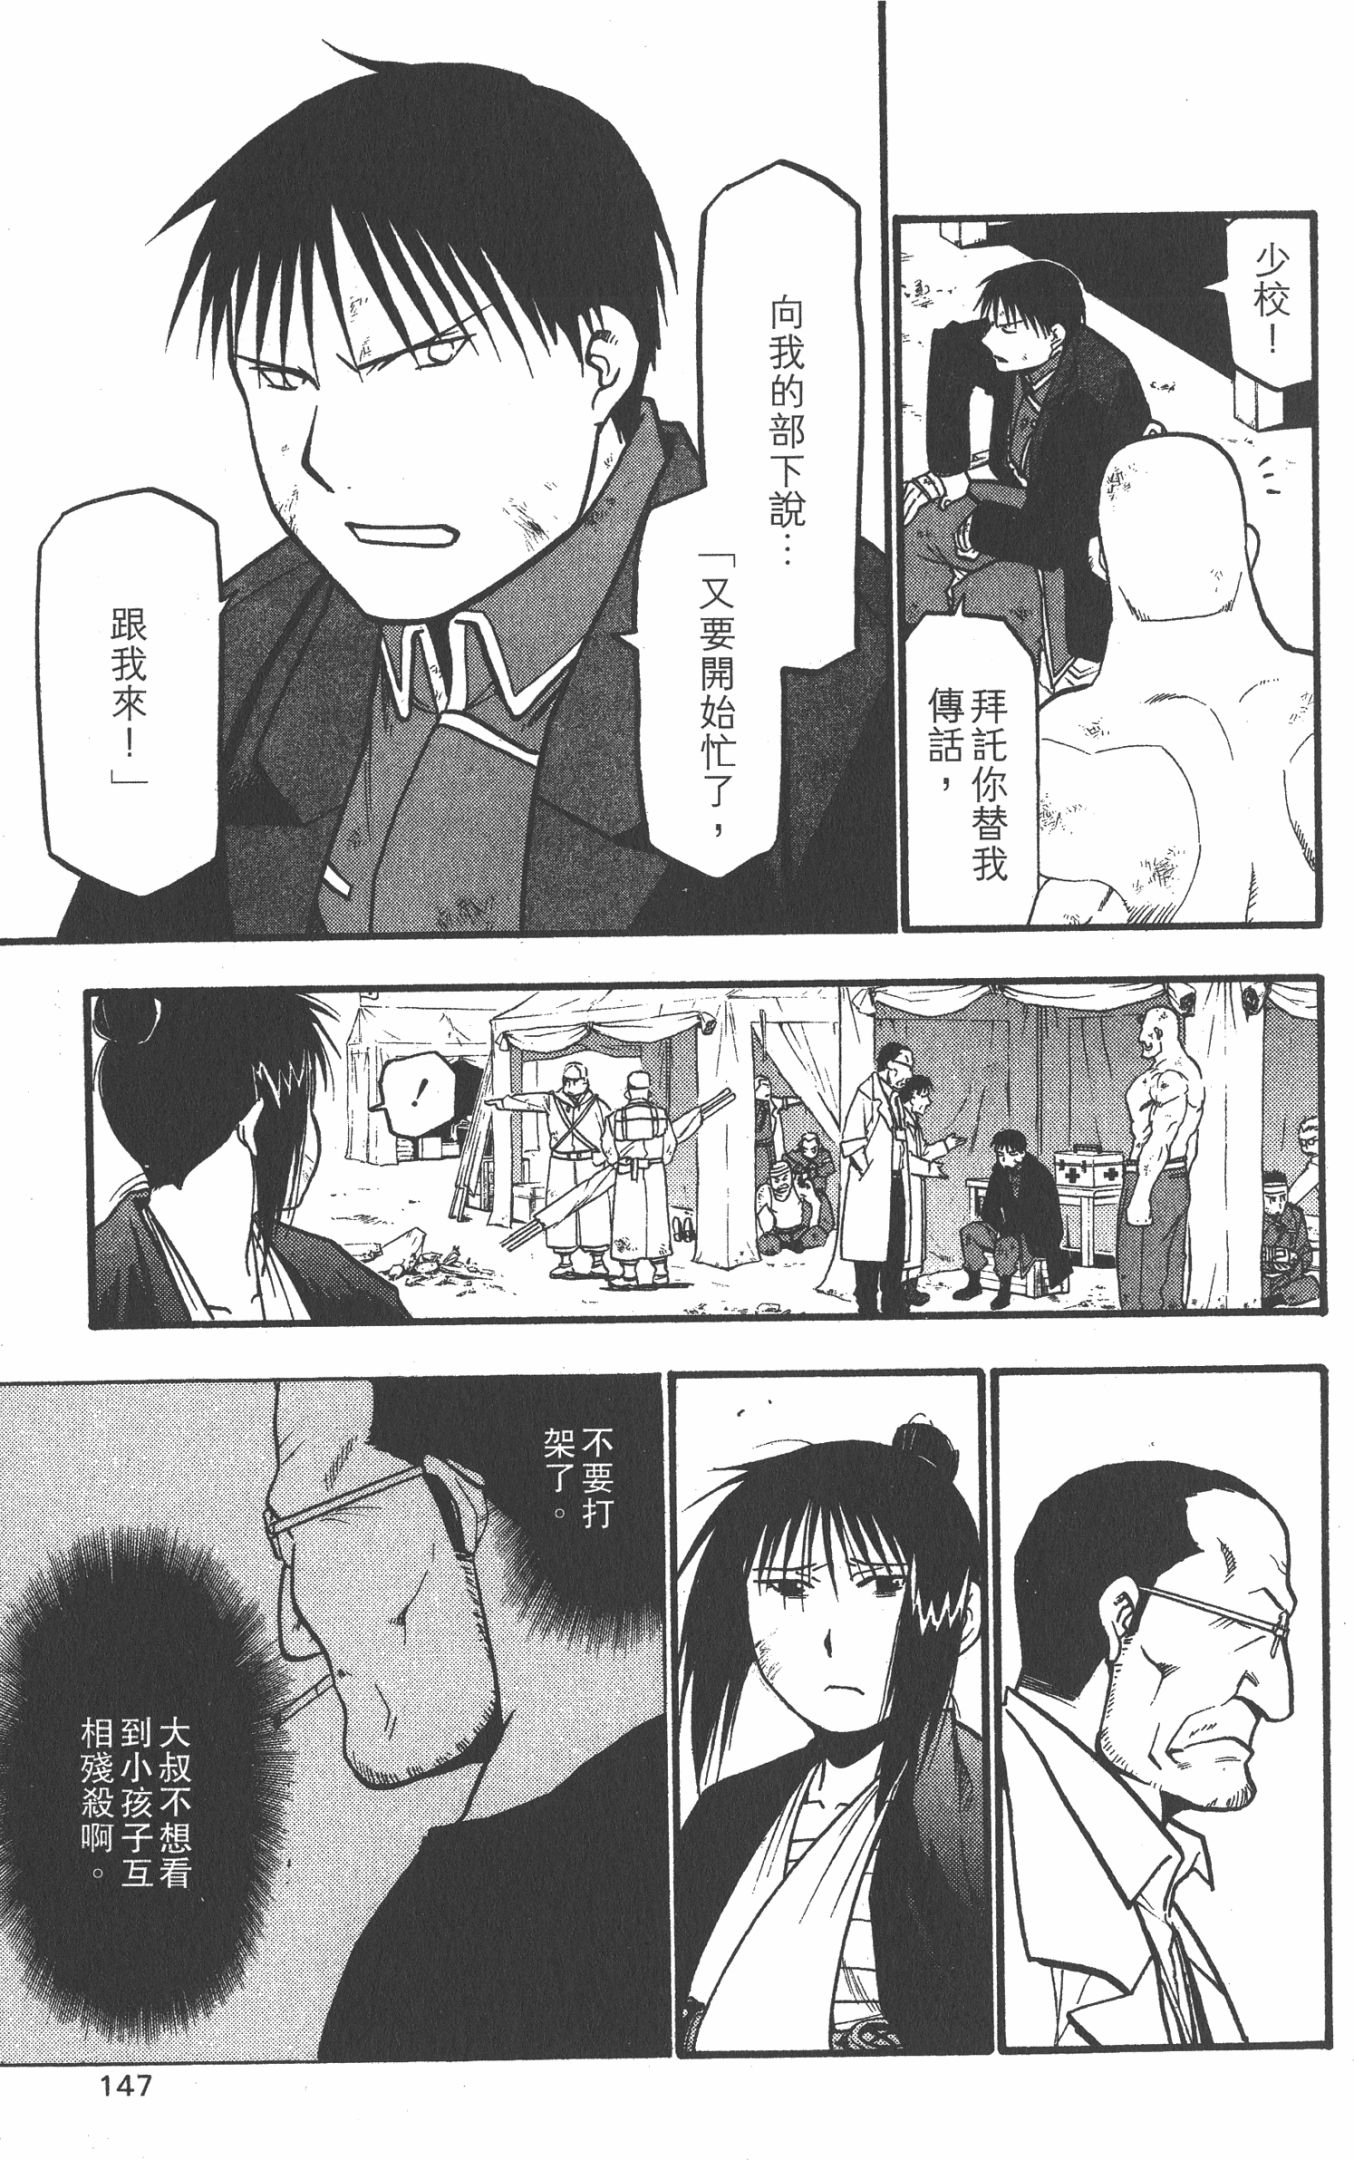 少校！
拜託你替我
傳話，
向我的部下說…
「又要開始忙了，
跟我來！」
！
不要打
架了。
大叔不想看
到小孩子互
相殘殺啊。
147